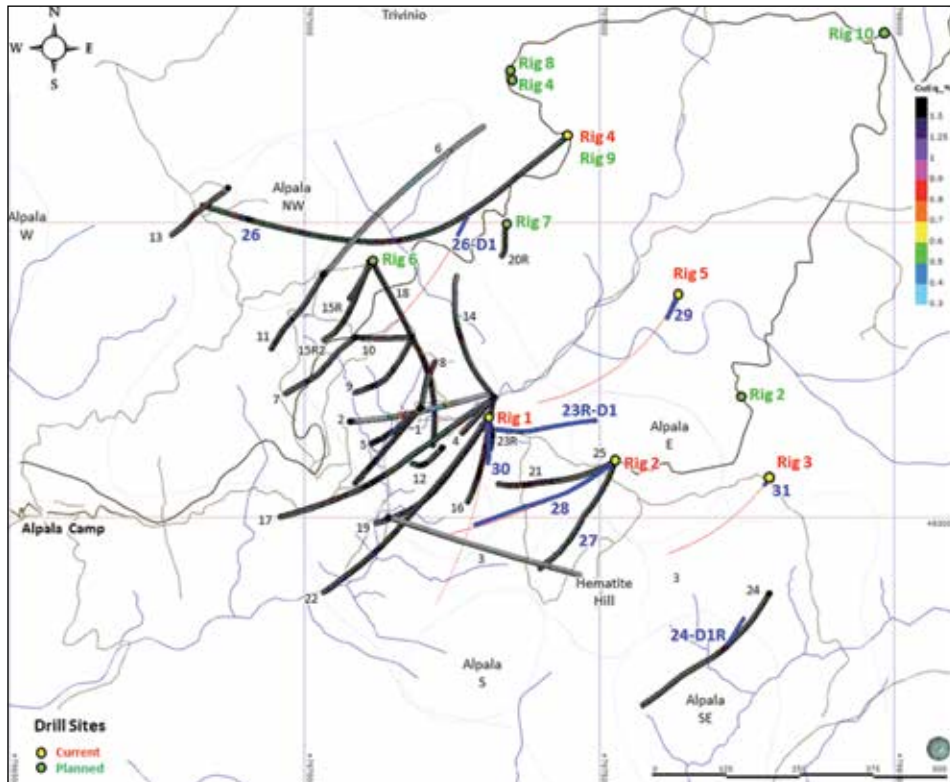 N
W
E
S
Trivinio
Rig 10
Rig 8
Rig 4
Rig 4
Rig 9
6
Alpala
NW
Alpala
W
13
26
26-D1
Rig 7
20R
Rig 6
18
15R
Rig 5
29
14
11
15R2
10
8
9
7
Rig 2
2
1
Rig 1
23R-D1
23R
4
5
Alpala
E
12
30
25
Rig 2
Rig 3
21
31
16
28
17
19
27
Alpala Camp
3
22
Hematite
Hill
3
24
24-D1R
Alpala
S
Alpala
SE
Drill Sites
Current
Planned
CuEq_%
1.5
1.25
1
0.9
0.8
0.7
0.6
0.5
0.4
0.3